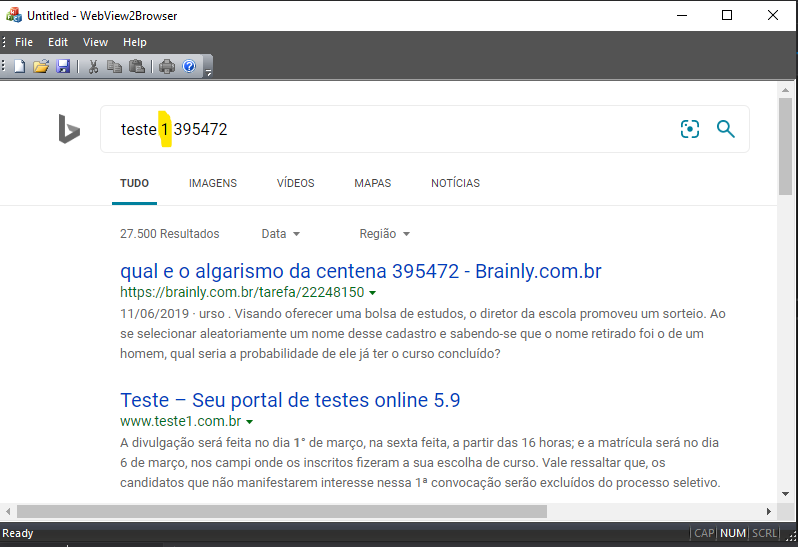 Untitled - WebView2Browser
File Edit View Help
teste 1 395472
TUDO IMAGENS VÍDEOS MAPAS NOTÍCIAS
27.500 Resultados Data Região
qual e o algarismo da centena 395472 - Brainly.com.br
https://brainly.com.br/tarefa/22248150
11/06/2019 · urso . Visando oferecer uma bolsa de estudos, o diretor da escola promoveu um sorteio. Ao
se selecionar aleatoriamente um nome desse cadastro e sabendo-se que o nome retirado foi o de um
homem, qual seria a probabilidade de ele já ter o curso concluído?
Teste – Seu portal de testes online 5.9
www.teste1.com.br
A divulgação será feita no dia 1° de março, na sexta feira, a partir das 16 horas; e a matrícula será no dia
6 de março, nos campi onde os inscritos fizeram a sua escolha de curso. Vale ressaltar que, os
candidatos que não manifestarem interesse nessa 1ª convocação serão excluídos do processo seletivo.
Ready CAP NUM SCRL